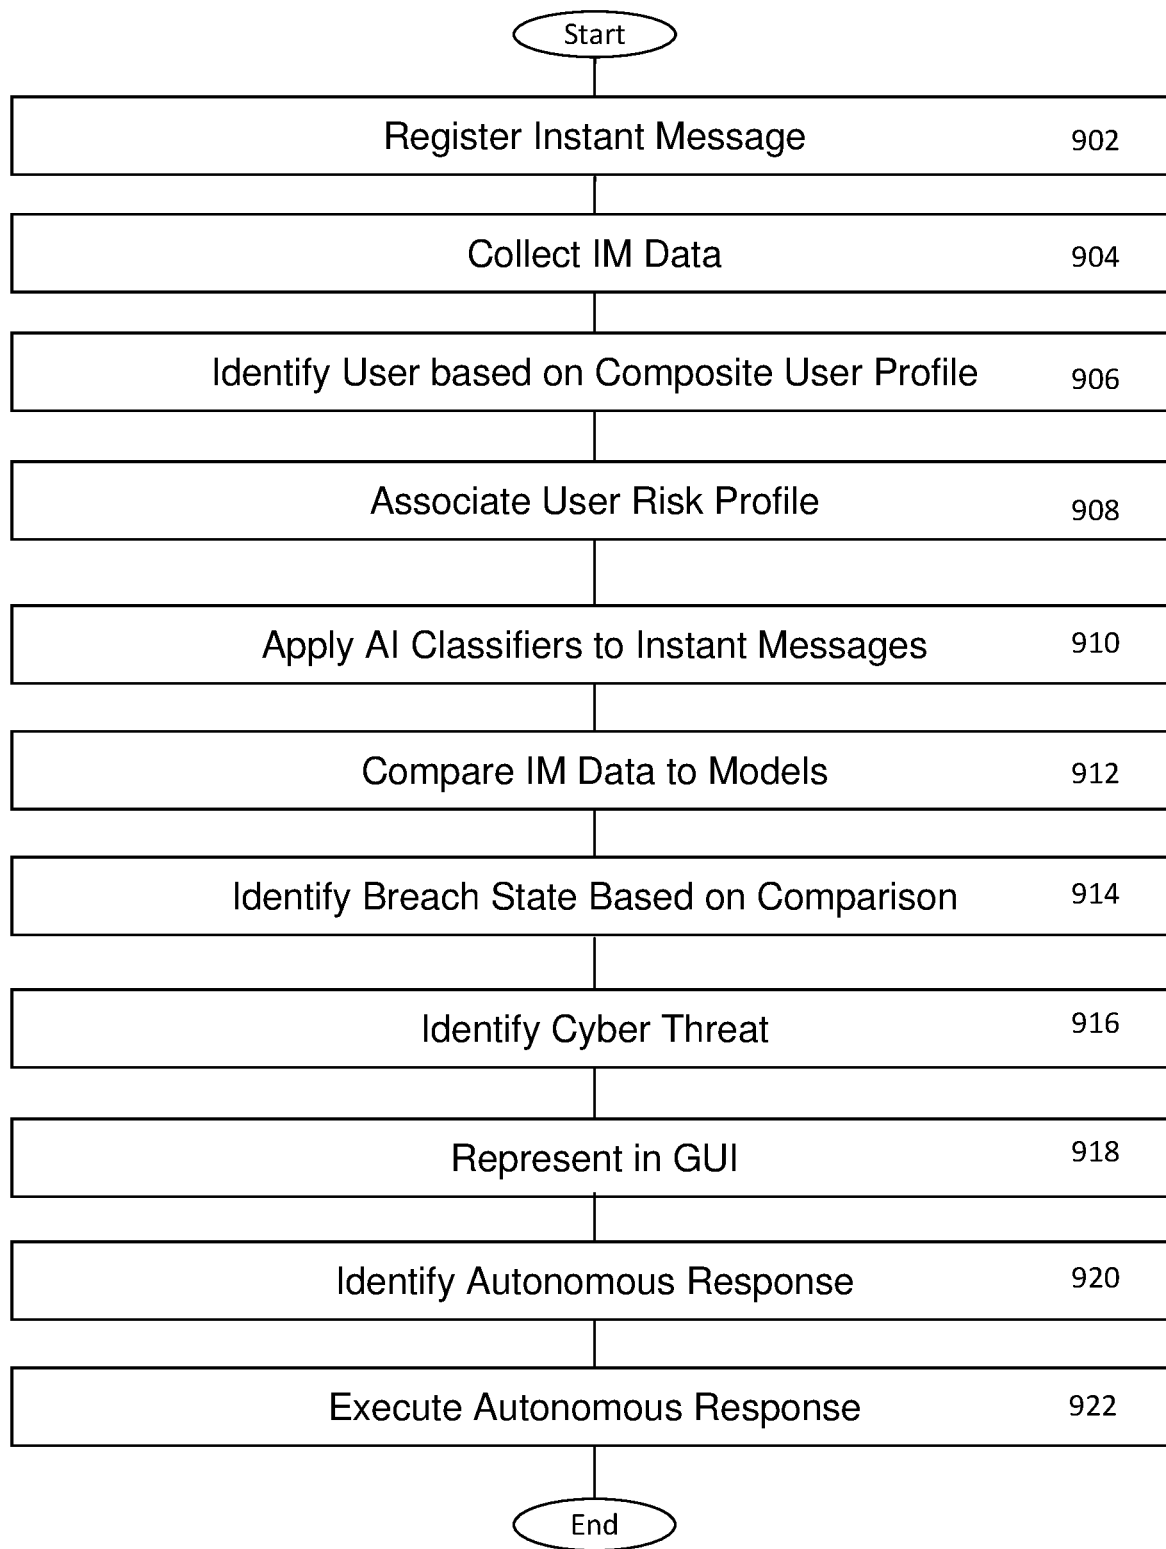 Start
Register Instant Message 902
Collect IM Data 904
Identify User based on Composite User Profile 906
Associate User Risk Profile 908
Apply AI Classifiers to Instant Messages 910
Compare IM Data to Models 912
Identify Breach State Based on Comparison 914
Identify Cyber Threat 916
Represent in GUI 918
Identify Autonomous Response 920
Execute Autonomous Response 922
End